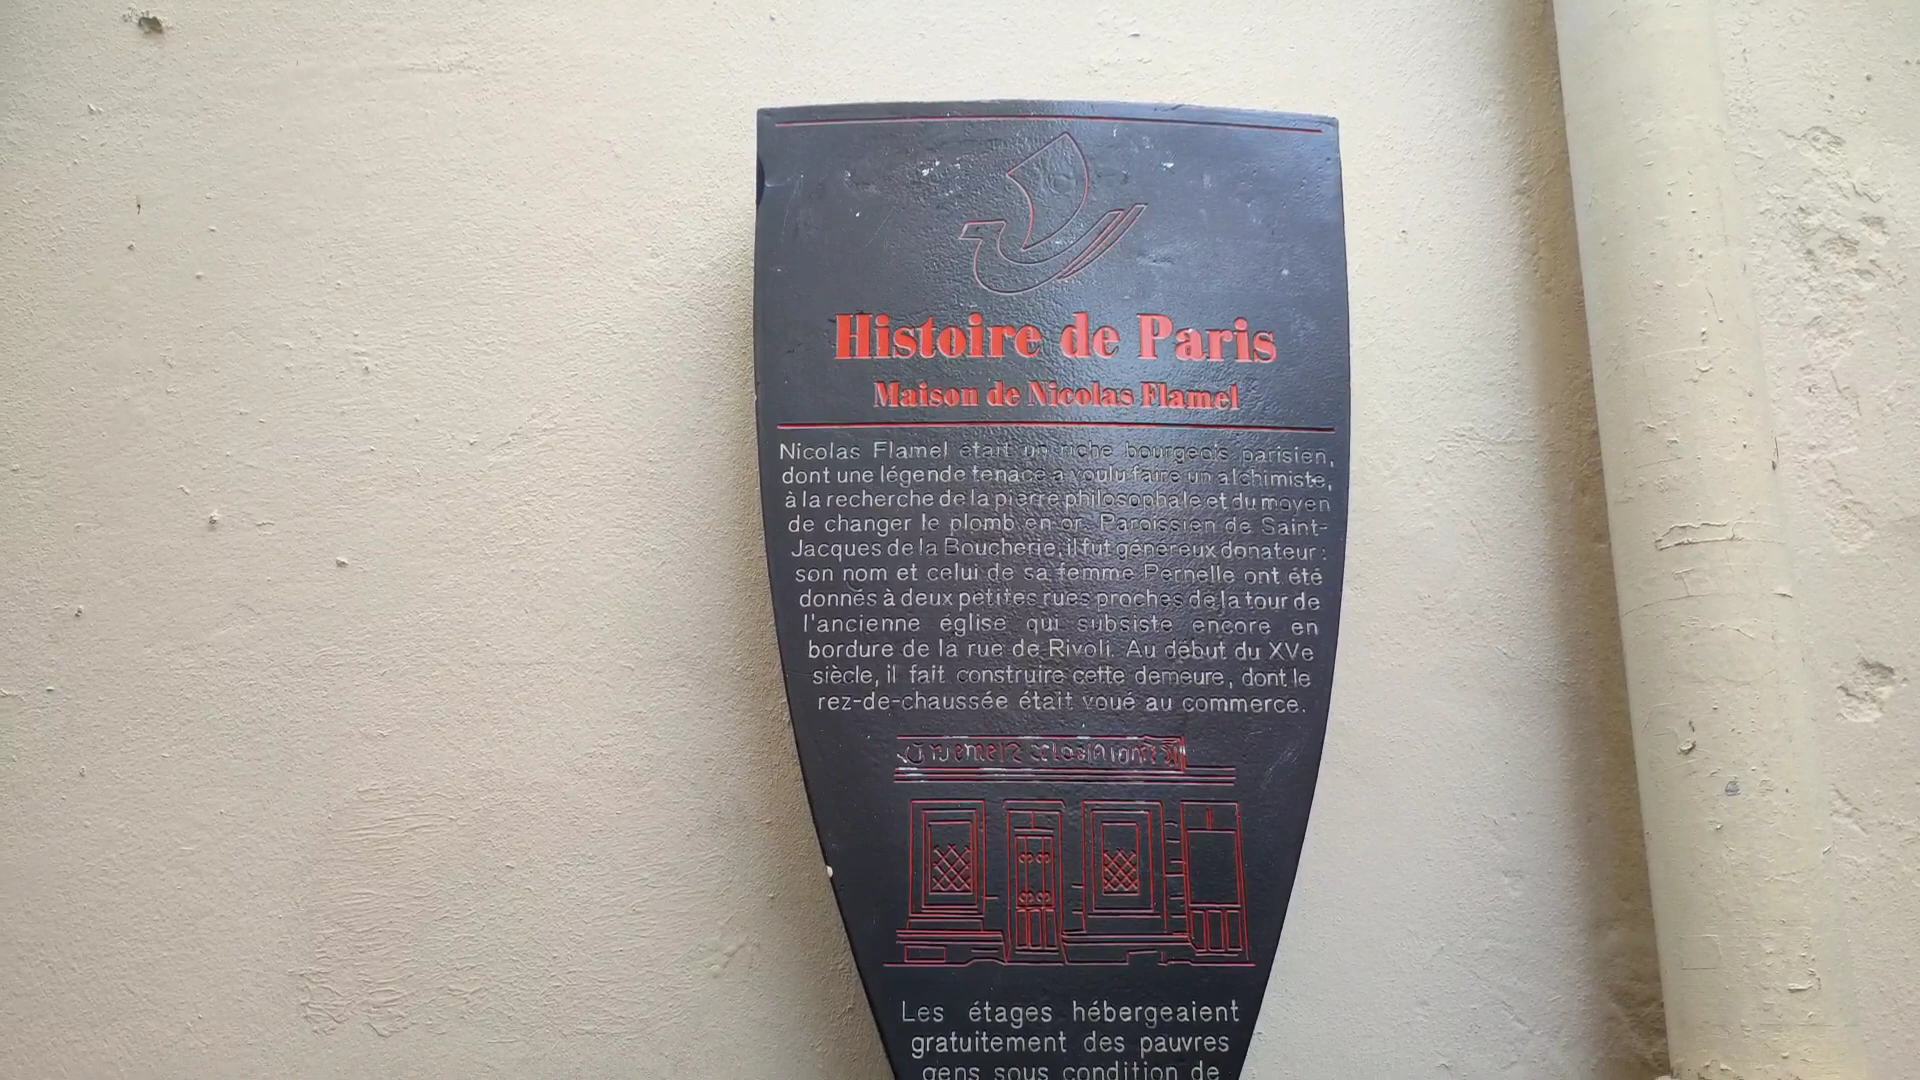 Histoire de Paris
Maison de Nicolas Flamel
Nicolas Flamel était un riche bourgeois parisien,
dont une légende tenace a voulu faire un alchimiste,
à la recherche de la pierre philosophale et du moyen
de changer le plomb en or. Paroissien de Saint-
Jacques de la Boucherie, il fut généreux donateur :
son nom et celui de sa femme Pernelle ont été
donnés à deux petites rues proches de la tour de
l'ancienne église qui subsiste encore en
bordure de la rue de Rivoli. Au début du XVe
siècle, il fait construire cette demeure, dont le
rez-de-chaussée était voué au commerce.
Les étages hébergeaient
gratuitement des pauvres
gens sous condition de